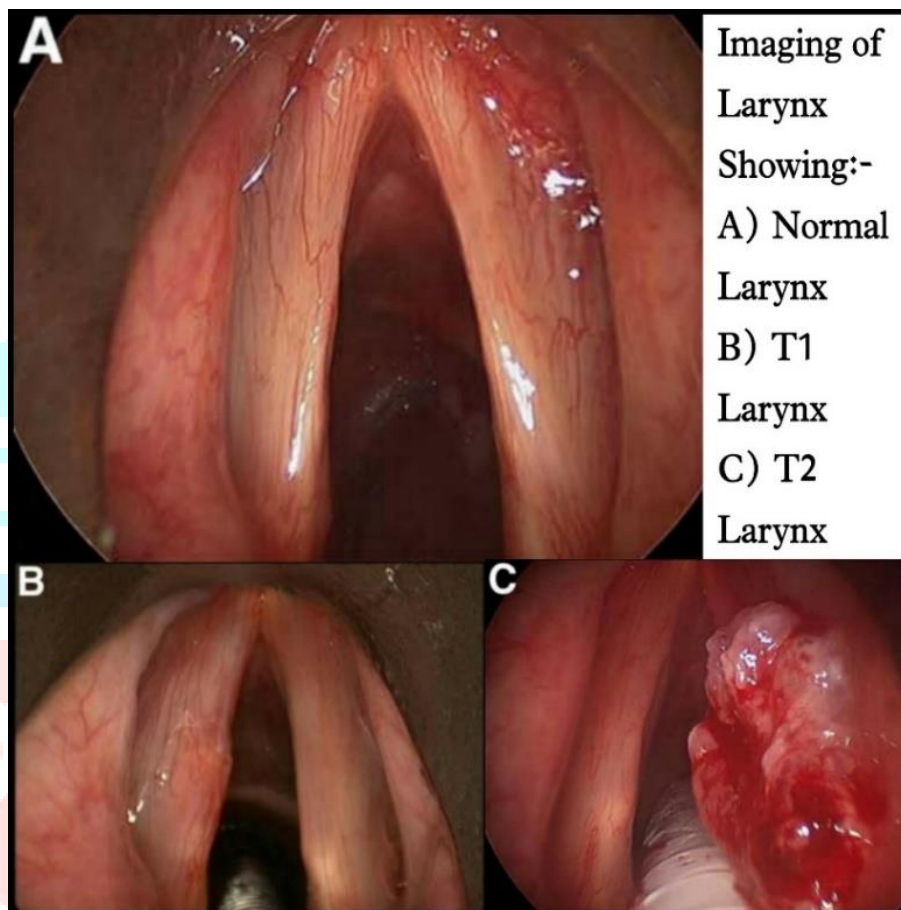 A
Imaging of
Larynx
Showing:-
A) Normal
Larynx
B) T1
Larynx
C) T2
Larynx
B
C